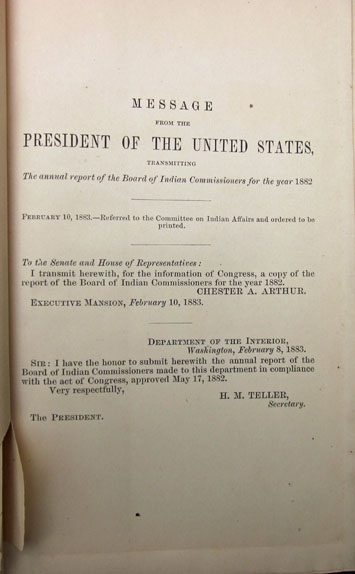 MESSAGE
FROM THE
PRESIDENT OF THE UNITED STATES,
TRANSMITTING
The annual report of the Board of Indian Commissioners for the year 1882
FEBRUARY 10, 1883.—Referred to the Committee on Indian Affairs and ordered to be
printed.
To the Senate and House of Representatives:
I transmit herewith, for the information of Congress, a copy of the
report of the Board of Indian Commissioners for the year 1882.
CHESTER A. ARTHUR.
EXECUTIVE MANSION, February 10, 1883.
DEPARTMENT OF THE INTERIOR,
Washington, February 8, 1883.
SIR: I have the honor to submit herewith the annual report of the
Board of Indian Commissioners made to this department in compliance
with the act of Congress, approved May 17, 1882.
Very respectfully,
H. M. TELLER,
Secretary.
The PRESIDENT.